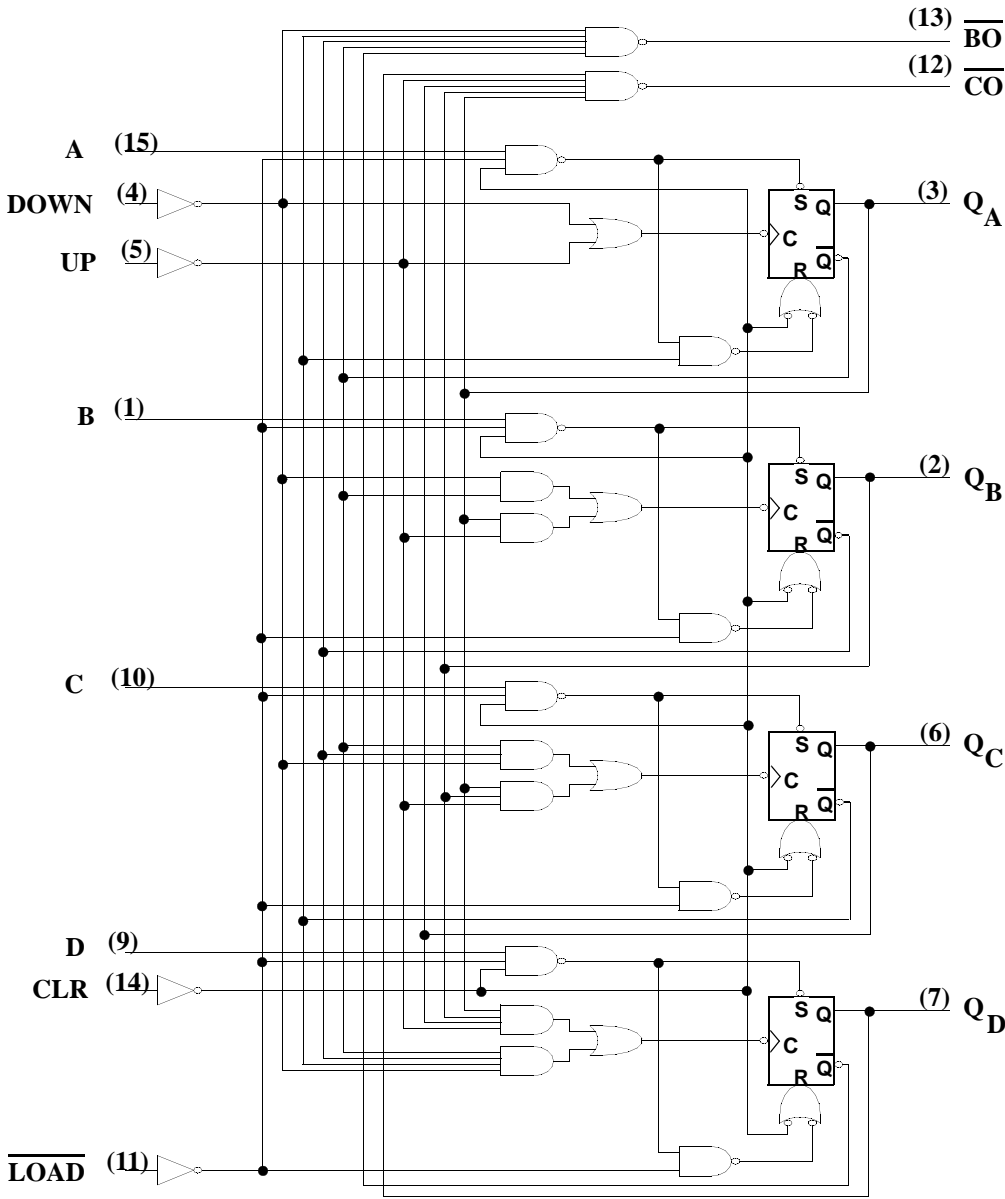 (13) BO
(12) CO
A (15)
DOWN (4)
UP (5)
S Q
C
Q
R
(3) QA
B (1)
S Q
C
Q
R
(2) QB
C (10)
S Q
C
Q
R
(6) QC
D (9)
CLR (14)
S Q
C
Q
R
(7) QD
LOAD (11)